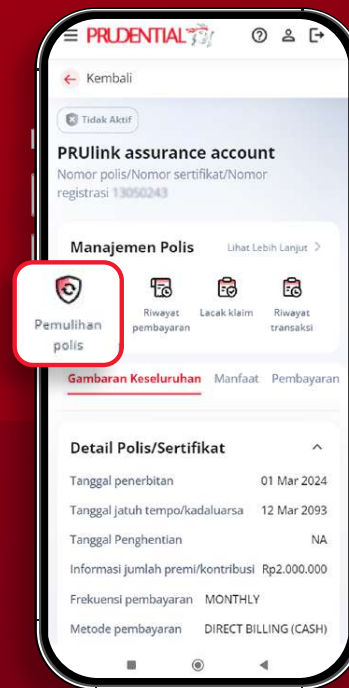 PRUDENTIAL
Kembali
Tidak Aktif
PRUlink assurance account
Nomor polis/Nomor sertifikat/Nomor
registrasi 13050243
Manajemen Polis Lihat Lebih Lanjut >
Pemulihan
polis
Riwayat
pembayaran
Lacak klaim
Riwayat
transaksi
Gambaran Keseluruhan Manfaat Pembayaran
Detail Polis/Sertifikat
Tanggal penerbitan 01 Mar 2024
Tanggal jatuh tempo/kadaluarsa 12 Mar 2093
Tanggal Penghentian NA
Informasi jumlah premi/kontribusi Rp2.000.000
Frekuensi pembayaran MONTHLY
Metode pembayaran DIRECT BILLING (CASH)